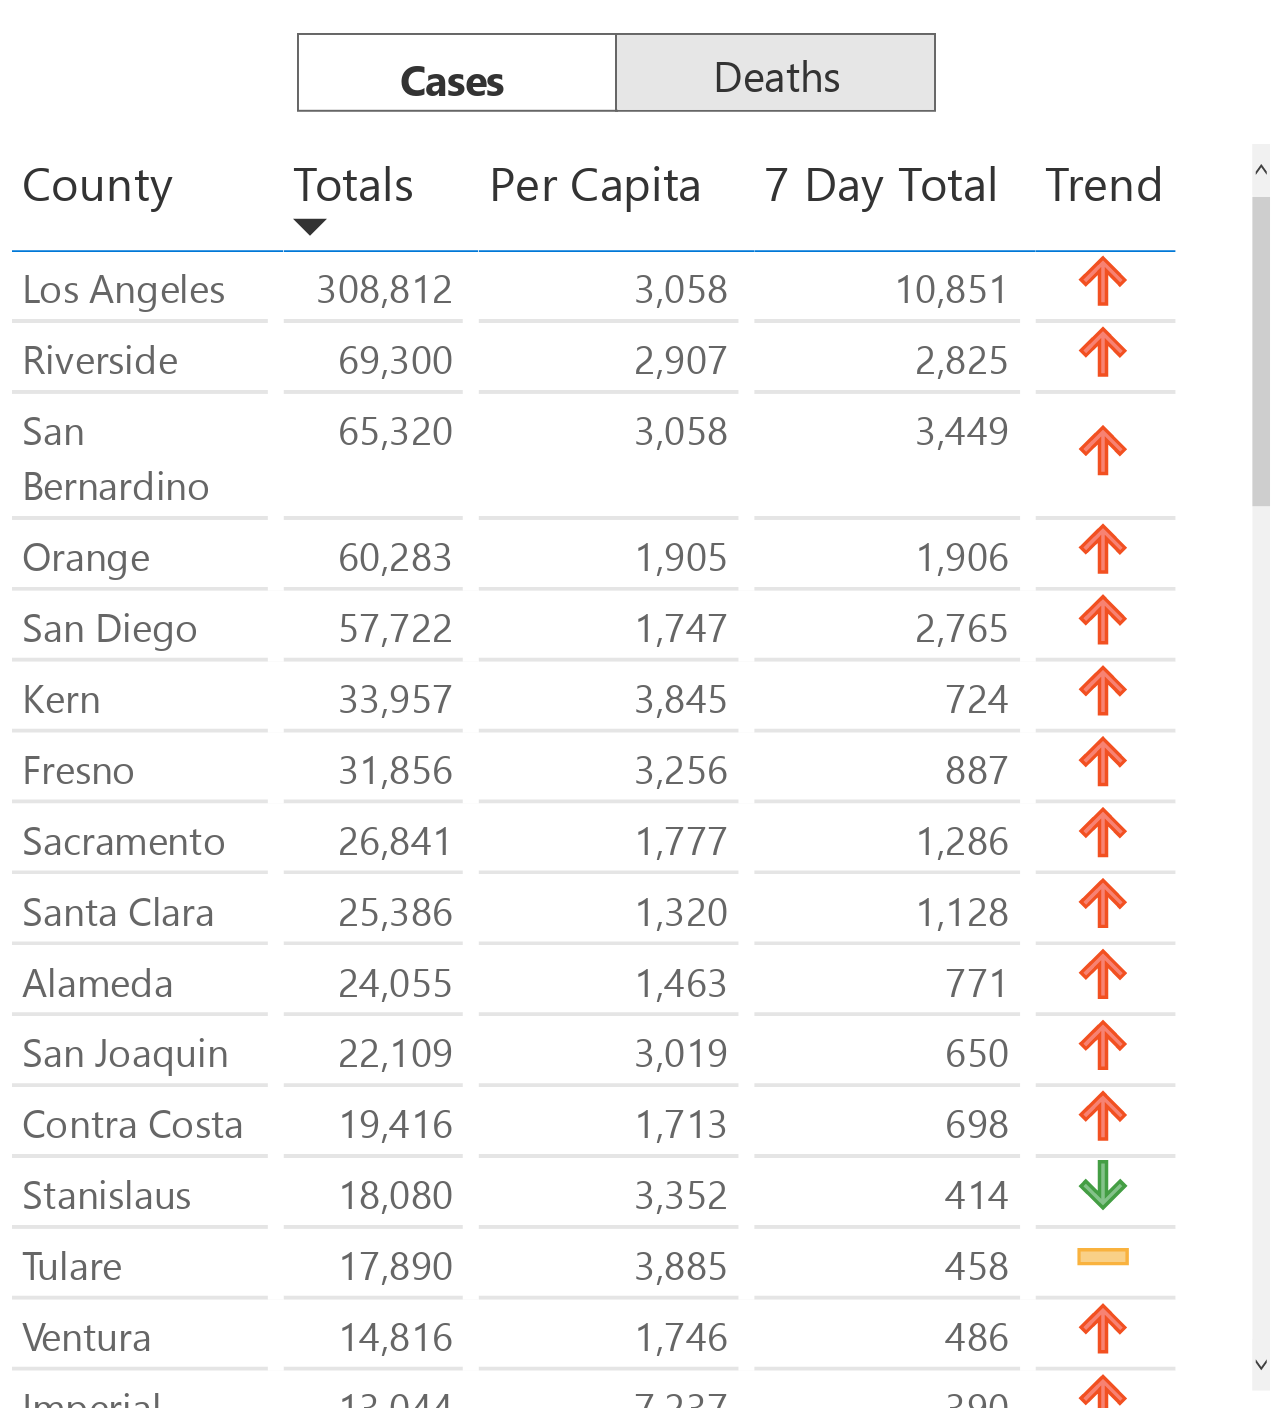 Cases Deaths
County Totals Per Capita 7 Day Total Trend
Los Angeles 308,812 3,058 10,851
Riverside 69,300 2,907 2,825
San 65,320 3,058 3,449
Bernardino
Orange 60,283 1,905 1,906
San Diego 57,722 1,747 2,765
Kern 33,957 3,845 724
Fresno 31,856 3,256 887
Sacramento 26,841 1,777 1,286
Santa Clara 25,386 1,320 1,128
Alameda 24,055 1,463 771
San Joaquin 22,109 3,019 650
Contra Costa 19,416 1,713 698
Stanislaus 18,080 3,352 414
Tulare 17,890 3,885 458
Ventura 14,816 1,746 486
Imperial 13,044 7,237 390